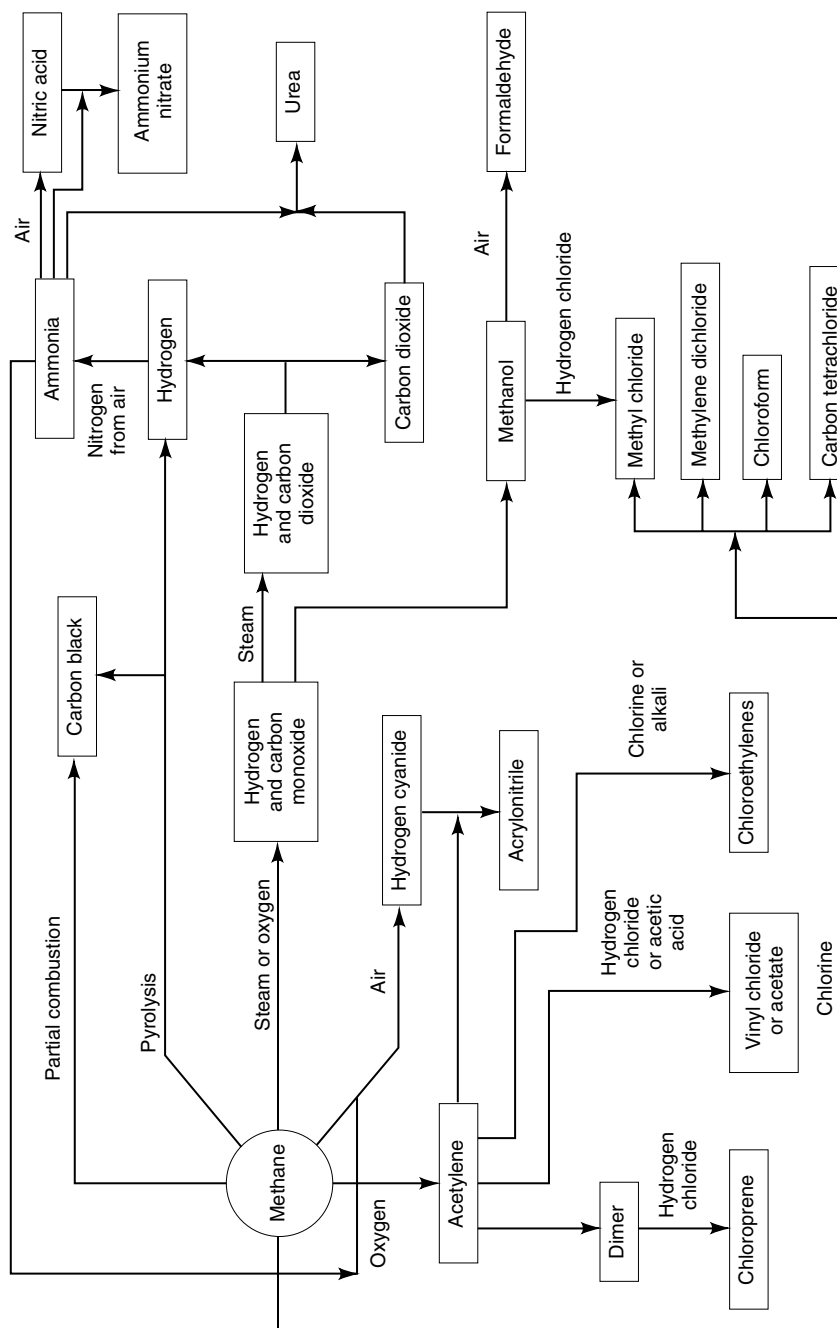 Methane
Partial combustion
Carbon black
Pyrolysis
Hydrogen
Nitrogen
from air
Ammonia
Air
Nitric acid
Ammonium
nitrate
Urea
Steam or oxygen
Hydrogen
and carbon
monoxide
Steam
Hydrogen
and carbon
dioxide
Carbon dioxide
Methanol
Air
Formaldehyde
Hydrogen chloride
Methyl chloride
Methylene dichloride
Chloroform
Carbon tetrachloride
Air
Hydrogen cyanide
Acrylonitrile
Oxygen
Acetylene
Dimer
Hydrogen
chloride
Chloroprene
Hydrogen
chloride
or acetic
acid
Vinyl chloride
or acetate
Chlorine or
alkali
Chloroethylenes
Chlorine